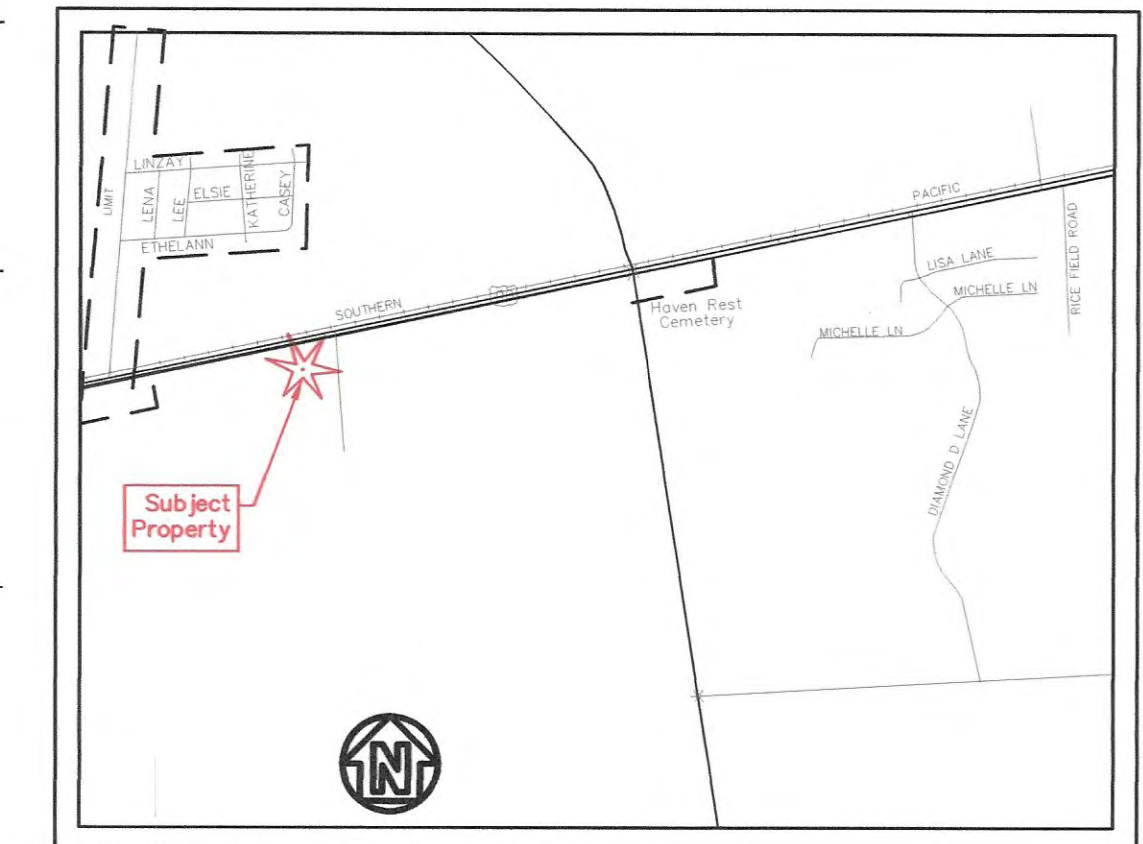 LIMIT
LINZAY
LENA
LEE
ELSIE
KATHERINE
CASEY
ETHELANN
SOUTHERN
PACIFIC
Haven Rest
Cemetery
LISA LANE
MICHELLE LN
MICHELLE LN
RICE FIELD ROAD
DIAMOND D LANE
Subject
Property
N